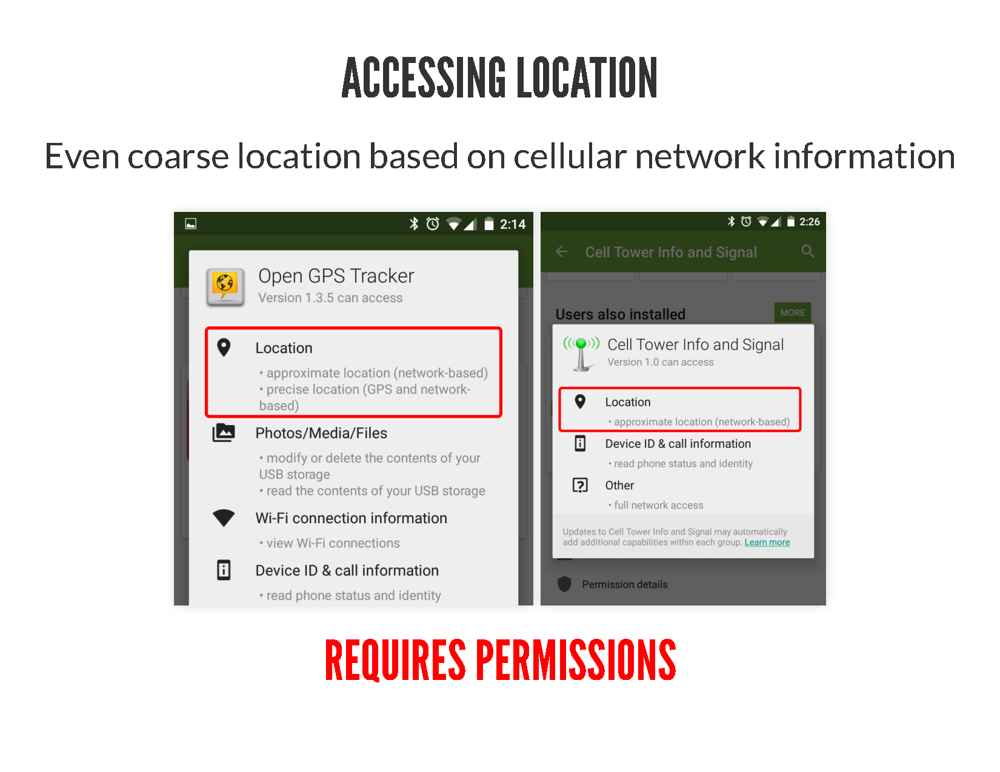 ACCESSING LOCATION
Even coarse location based on cellular network information
2:14
Open GPS Tracker
Version 1.3.5 can access
Location
• approximate location (network-based)
• precise location (GPS and network-
based)
Photos/Media/Files
• modify or delete the contents of your
USB storage
• read the contents of your USB storage
Wi-Fi connection information
• view Wi-Fi connections
Device ID & call information
• read phone status and identity
2:26
Cell Tower Info and Signal
Users also installed
MORE
Cell Tower Info and Signal
Version 1.0 can access
Location
• approximate location (network-based)
Device ID & call information
• read phone status and identity
Other
• full network access
Updates to Cell Tower Info and Signal may automatically
add additional capabilities within each group. Learn more
Permission details
REQUIRES PERMISSIONS